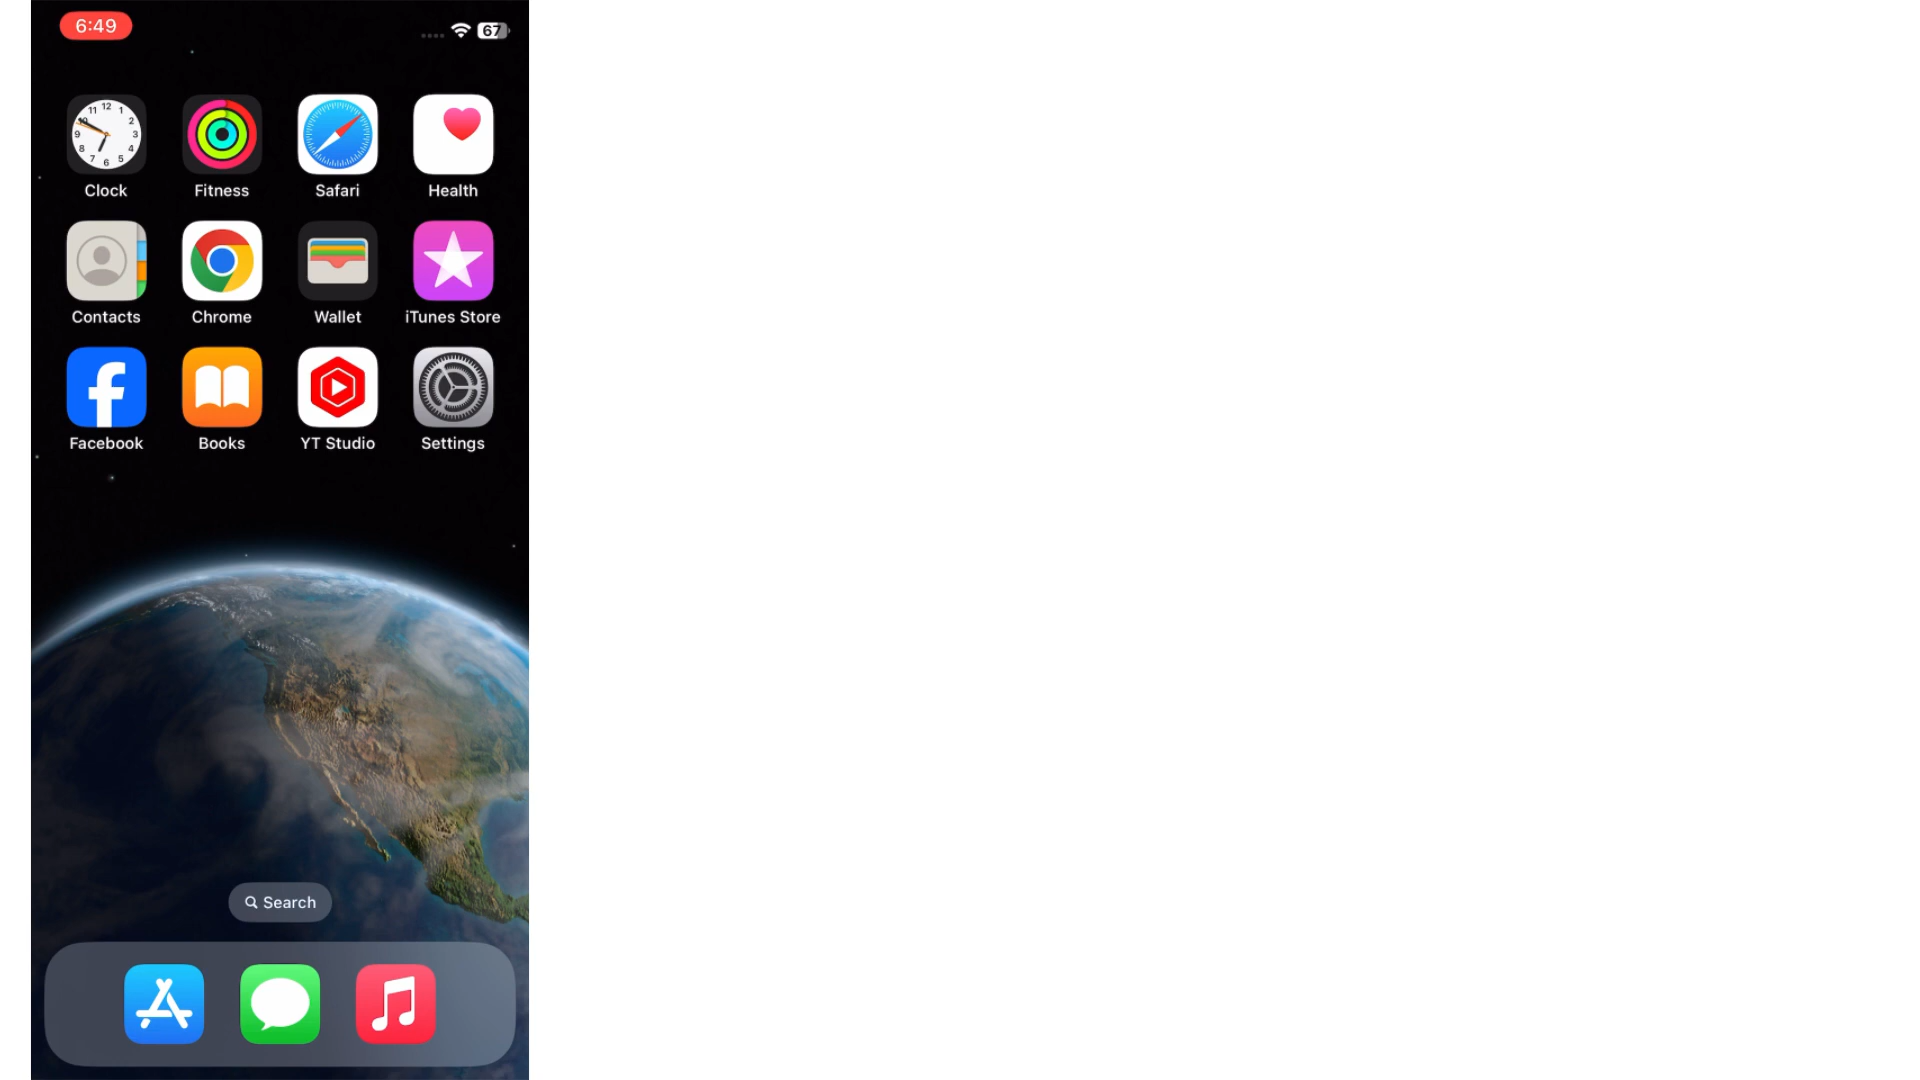 6:49
67
Clock Fitness Safari Health
Contacts Chrome Wallet iTunes Store
Facebook Books YT Studio Settings
Search